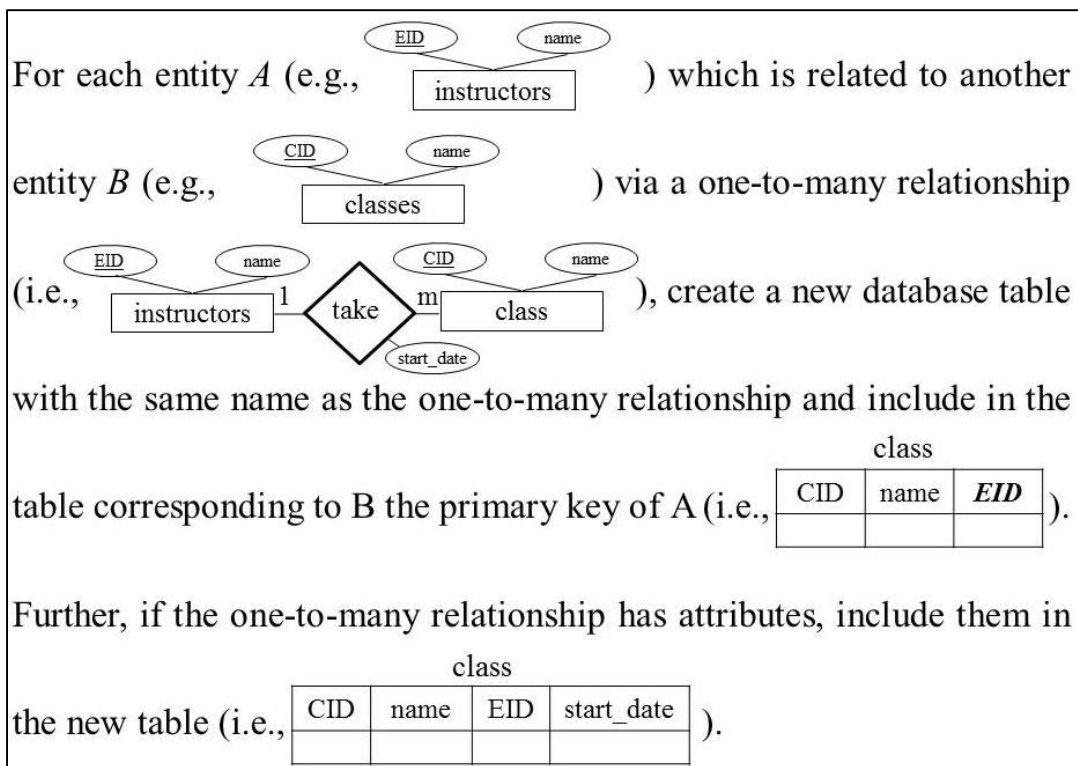 EID name
For each entity A (e.g., instructors ) which is related to another
CID name
entity B (e.g., classes ) via a one-to-many relationship
EID name CID name
(i.e., instructors 1 take m class ), create a new database table
start_date
with the same name as the one-to-many relationship and include in the
class
table corresponding to B the primary key of A (i.e., CID name EID ).
Further, if the one-to-many relationship has attributes, include them in
class
the new table (i.e., CID name EID start_date ).